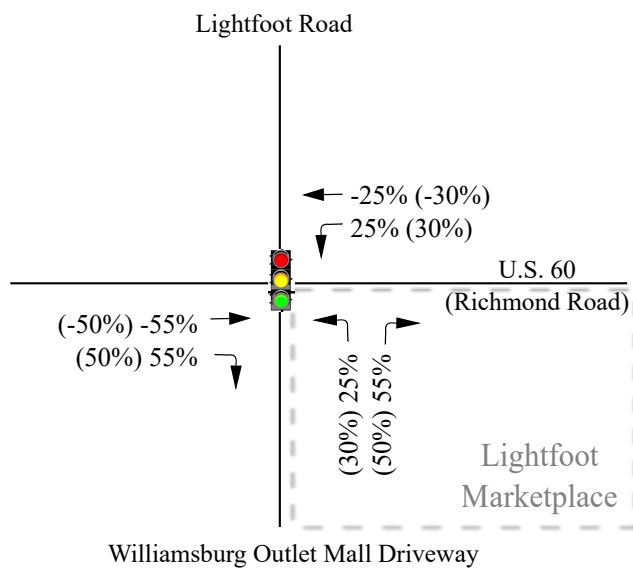 Lightfoot Road
-25% (-30%)
25% (30%)
U.S. 60
(Richmond Road)
(-50%) -55%
(50%) 55%
(30%) 25%
(50%) 55%
Lightfoot
Marketplace
Williamsburg Outlet Mall Driveway